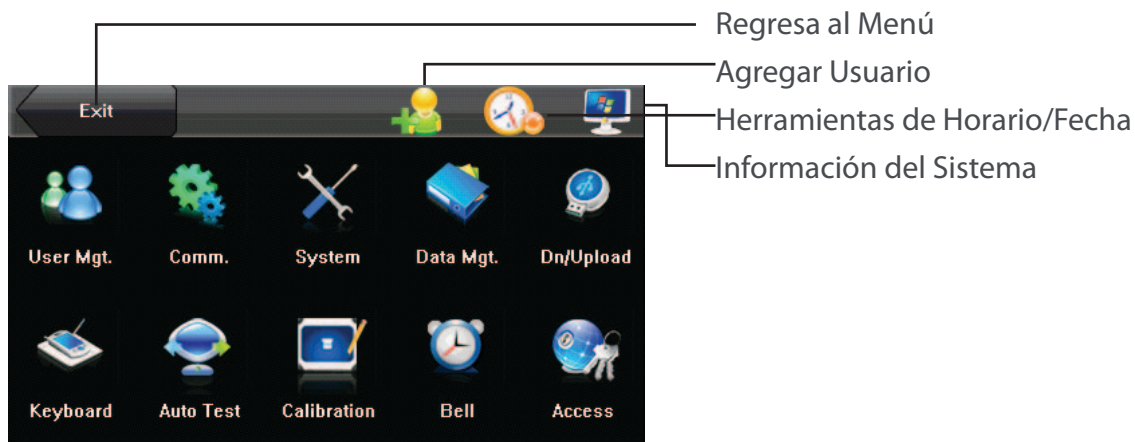 Regresa al Menú
Agregar Usuario
Herramientas de Horario/Fecha
Información del Sistema
Exit
User Mgt. Comm. System Data Mgt. Dn/Upload
Keyboard Auto Test Calibration Bell Access